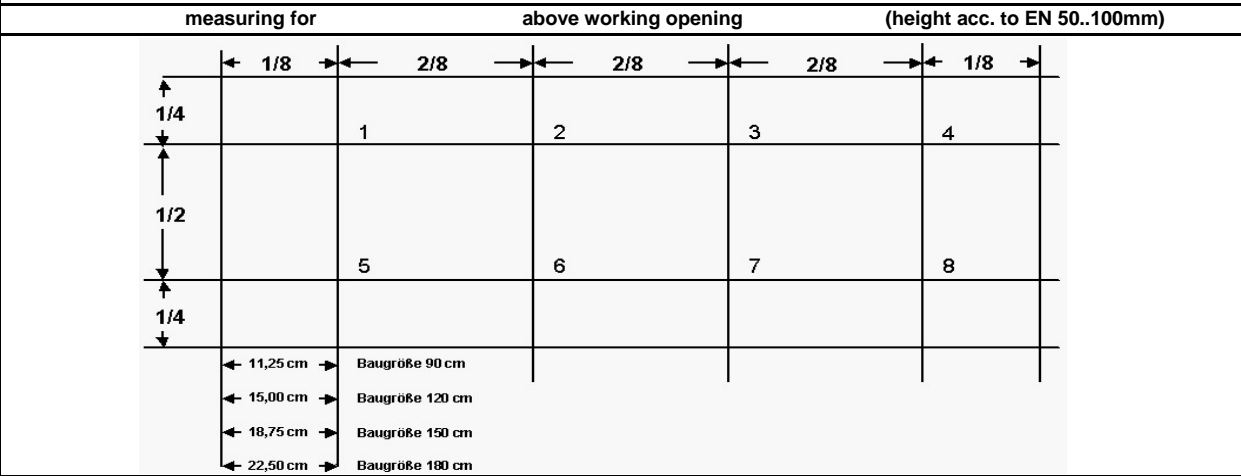 measuring for above working opening (height acc. to EN 50..100mm)
1/8 2/8 2/8 2/8 1/8
1/4
1 2 3 4
1/2
5 6 7 8
1/4
11,25 cm Baugröße 90 cm
15,00 cm Baugröße 120 cm
18,75 cm Baugröße 150 cm
22,50 cm Baugröße 180 cm